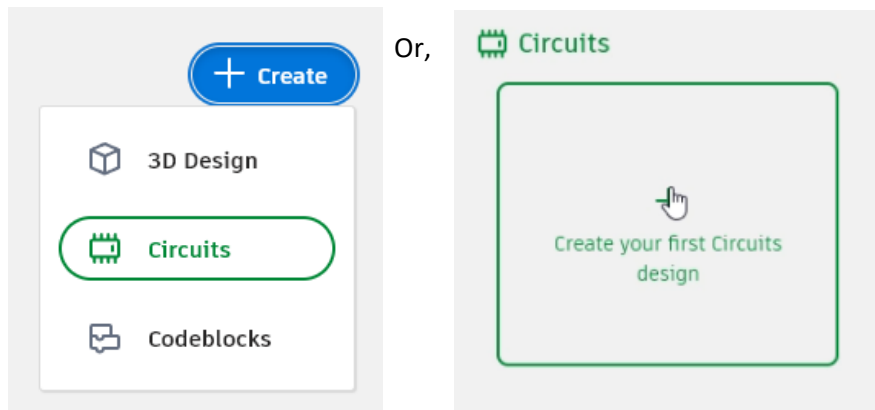 Create
3D Design
Circuits
Codeblocks
Or,
Circuits
Create your first Circuits
design